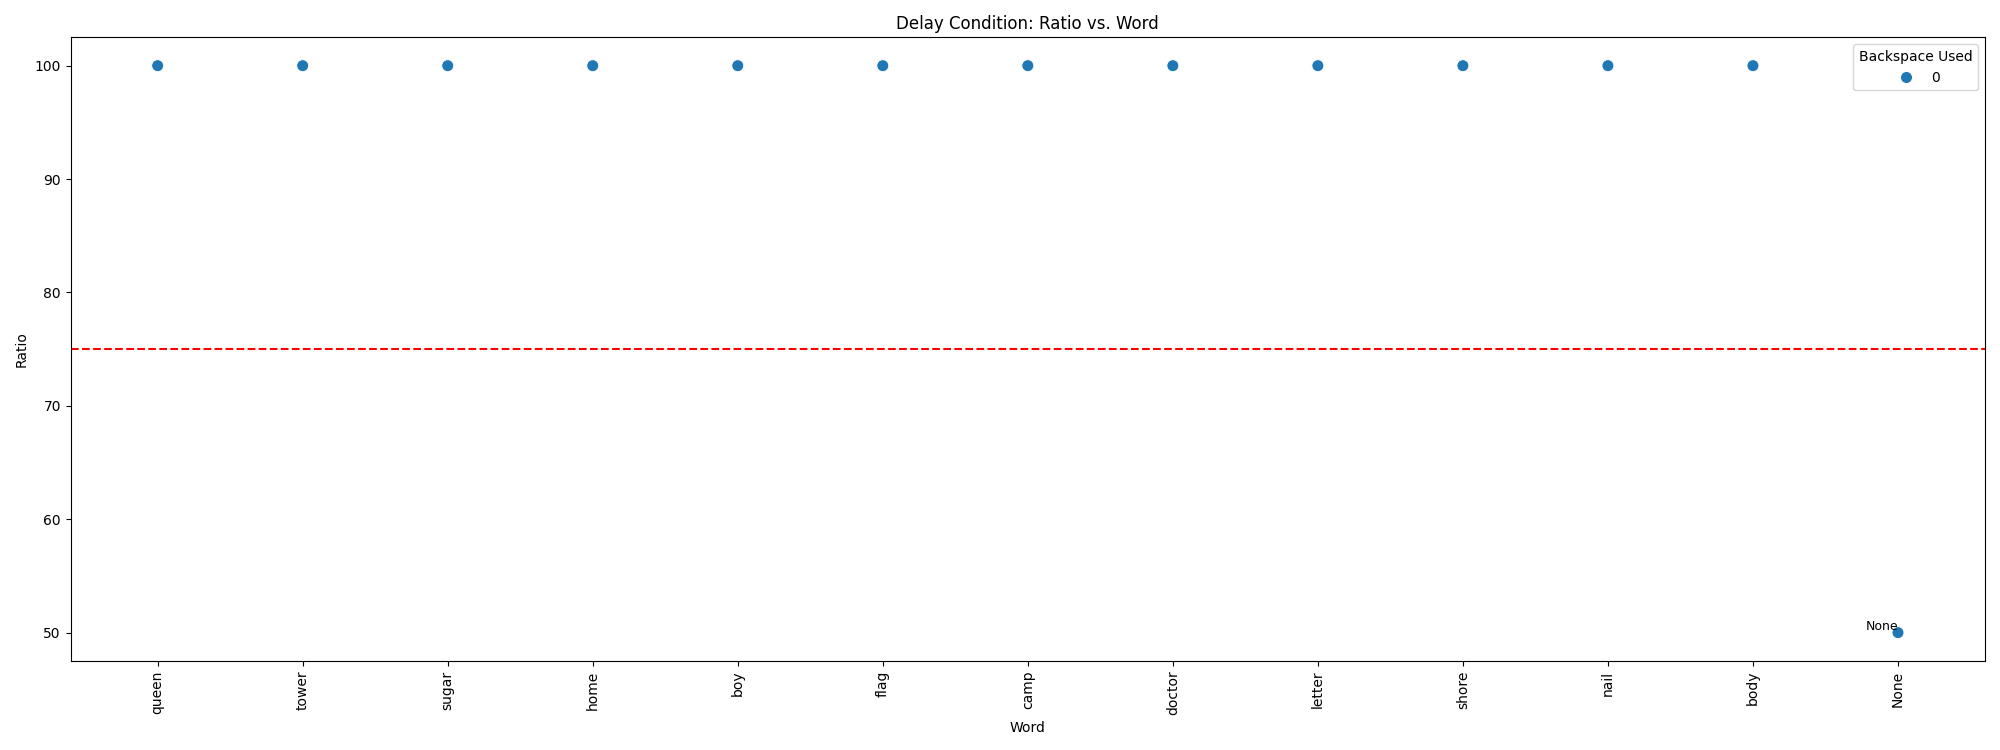 Delay Condition: Ratio vs. Word
Backspace Used
0
100
90
80
70
60
50
Ratio
None
queen
tower
sugar
home
boy
flag
camp
doctor
letter
shore
nail
body
None
Word